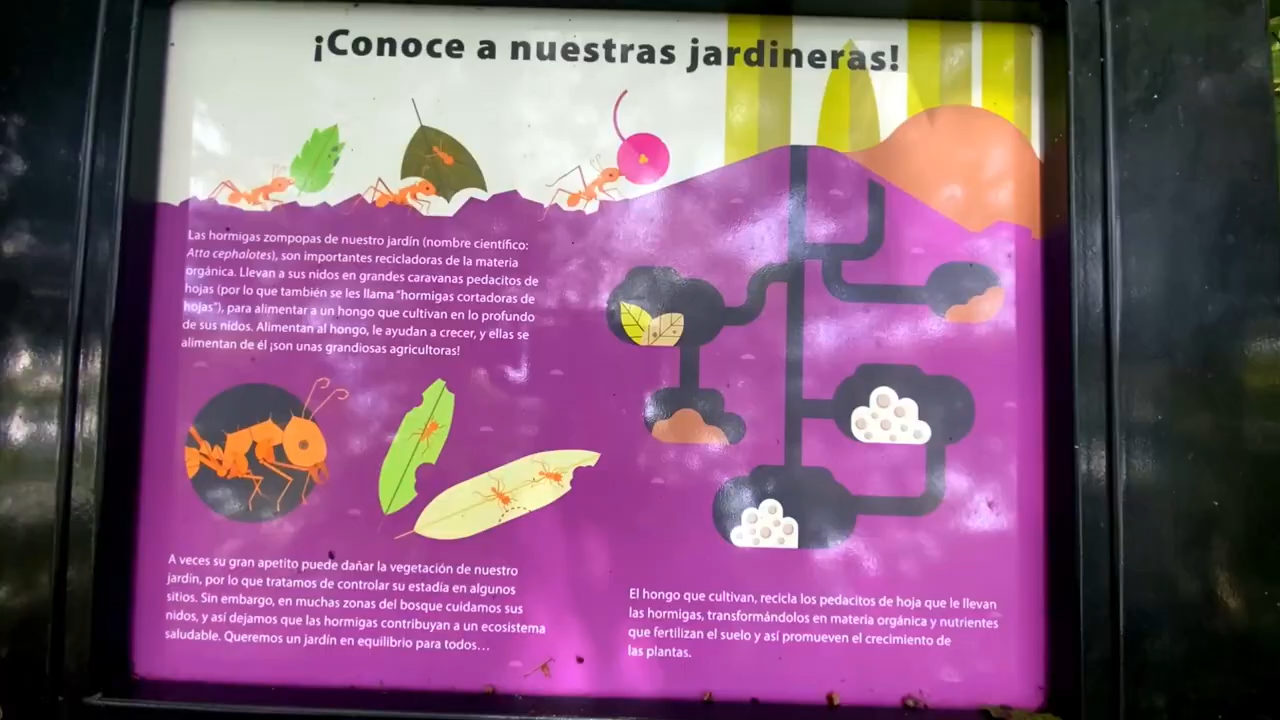 ¡Conoce a nuestras jardineras!
Las hormigas zompopas de nuestro jardín (nombre científico:
Atta cephalotes), son importantes recicladoras de la materia
orgánica. Llevan a sus nidos en grandes caravanas pedacitos de
hojas (por lo que también se les llama “hormigas cortadoras de
hojas”), para alimentar a un hongo que cultivan en lo profundo
de sus nidos. Alimentan al hongo, le ayudan a crecer, y ellas se
alimentan de él ¡son unas grandiosas agricultoras!
A veces su gran apetito puede dañar la vegetación de nuestro
jardín, por lo que tratamos de controlar su estadía en algunos
sitios. Sin embargo, en muchas zonas del bosque cuidamos sus
nidos, y así dejamos que las hormigas contribuyan a un ecosistema
saludable. Queremos un jardín en equilibrio para todos…
El hongo que cultivan, recicla los pedacitos de hoja que le llevan
las hormigas, transformándolos en materia orgánica y nutrientes
que fertilizan el suelo y así promueven el crecimiento de
las plantas.